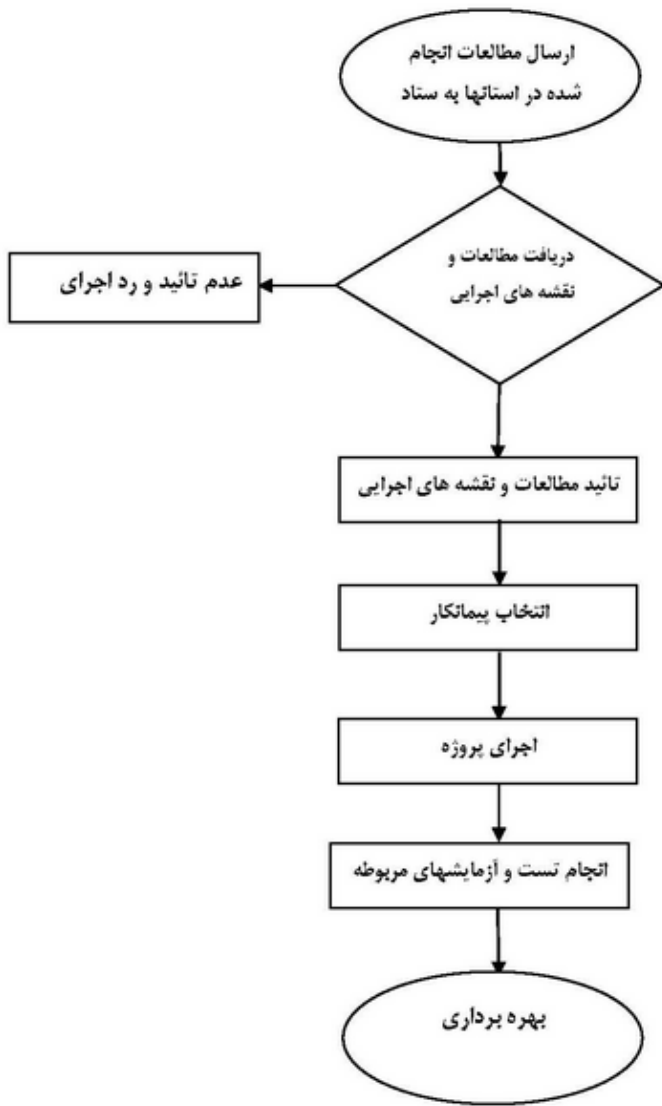 ارسال مطالعات انجام
شده در استانها به ستاد
دریافت مطالعات و
نقشه های اجرایی
عدم تائید و رد اجرای
تائید مطالعات و نقشه های اجرایی
انتخاب پیمانکار
اجرای پروژه
انجام تست و آزمایشهای مربوطه
بهره برداری